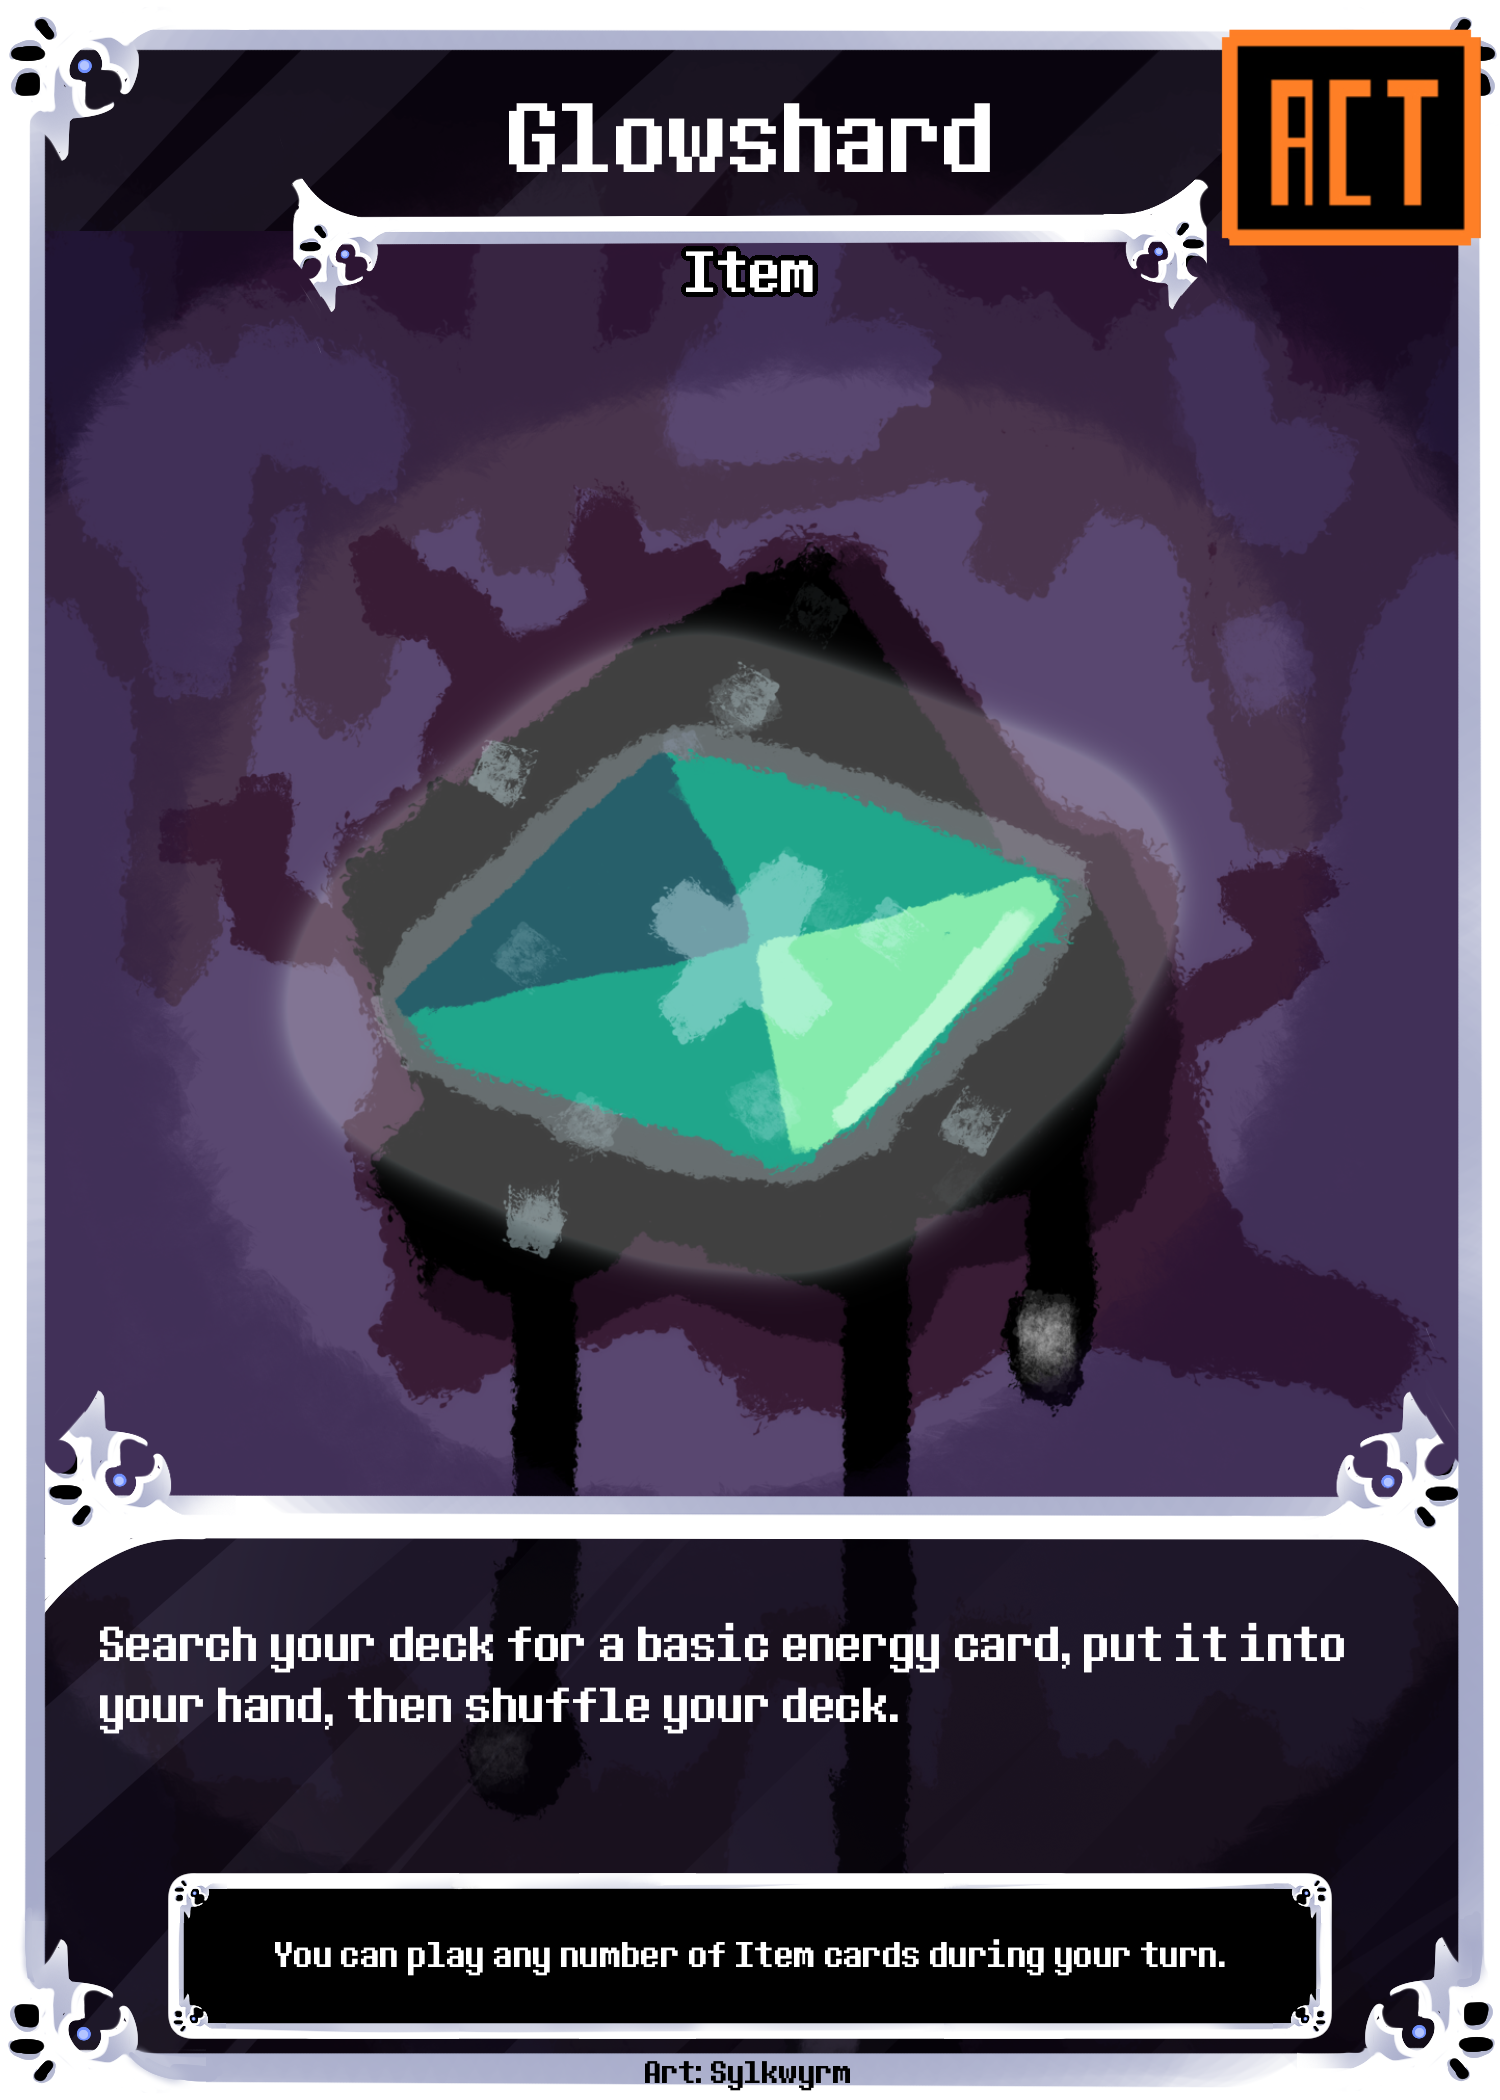 Glowshard
ACT
Item
Search your deck for a basic energy card, put it into
your hand, then shuffle your deck.
You can play any number of Item cards during your turn.
Art: Sylkwyrm